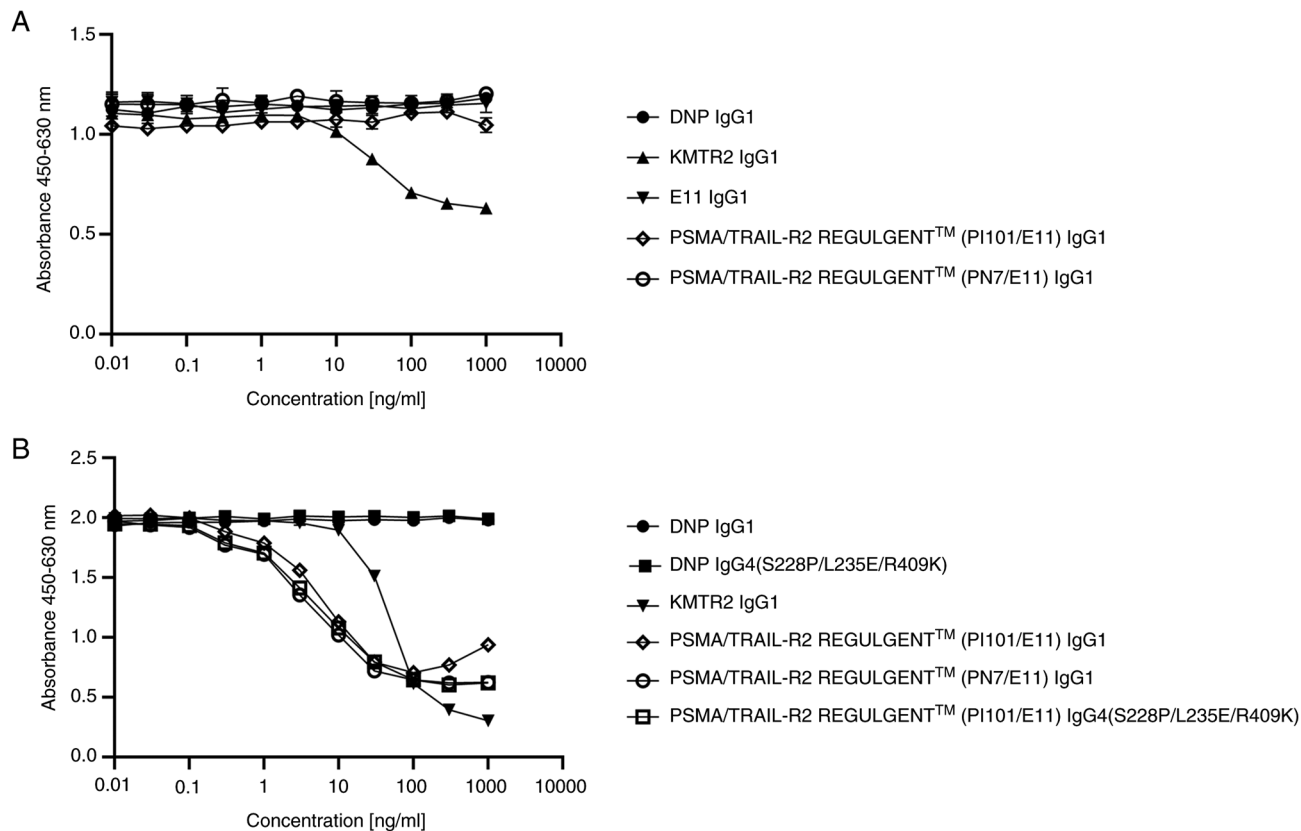 A
1.5
1.0
0.5
0.0
Absorbance 450-630 nm
0.01 0.1 1 10 100 1000 10000
Concentration [ng/ml]
DNP IgG1
KMTR2 IgG1
E11 IgG1
PSMA/TRAIL-R2 REGULGENT™ (PI101/E11) IgG1
PSMA/TRAIL-R2 REGULGENT™ (PN7/E11) IgG1
B
2.5
2.0
1.5
1.0
0.5
0.0
Absorbance 450-630 nm
0.01 0.1 1 10 100 1000 10000
Concentration [ng/ml]
DNP IgG1
DNP IgG4(S228P/L235E/R409K)
KMTR2 IgG1
PSMA/TRAIL-R2 REGULGENT™ (PI101/E11) IgG1
PSMA/TRAIL-R2 REGULGENT™ (PN7/E11) IgG1
PSMA/TRAIL-R2 REGULGENT™ (PI101/E11) IgG4(S228P/L235E/R409K)